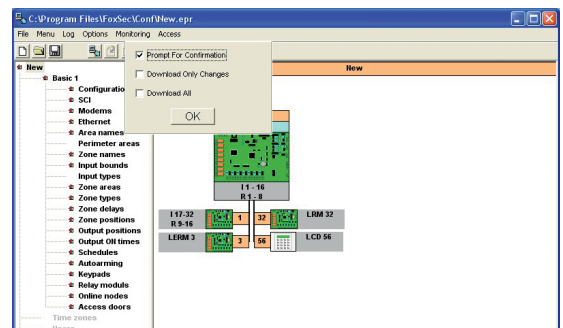 C:\Program Files\FoxSec\Conf\New.epr
File Menu Log Options Monitoring Access
Prompt For Confirmation
Download Only Changes
Download All
OK
New
New
Basic 1
Configuratio
SCI
Modems
Ethernet
Area names
Perimeter areas
Zone names
Input bounds
Input types
Zone areas
Zone types
Zone delays
Zone positions
Output positions
Output ON times
Schedules
Autoarming
Keypads
Relay moduls
Online nodes
Access doors
Time zones
I 1 - 16
R 1 - 8
I 17-32
R 9-16
1
32
LRM 32
LERM 3
3
56
LCD 56